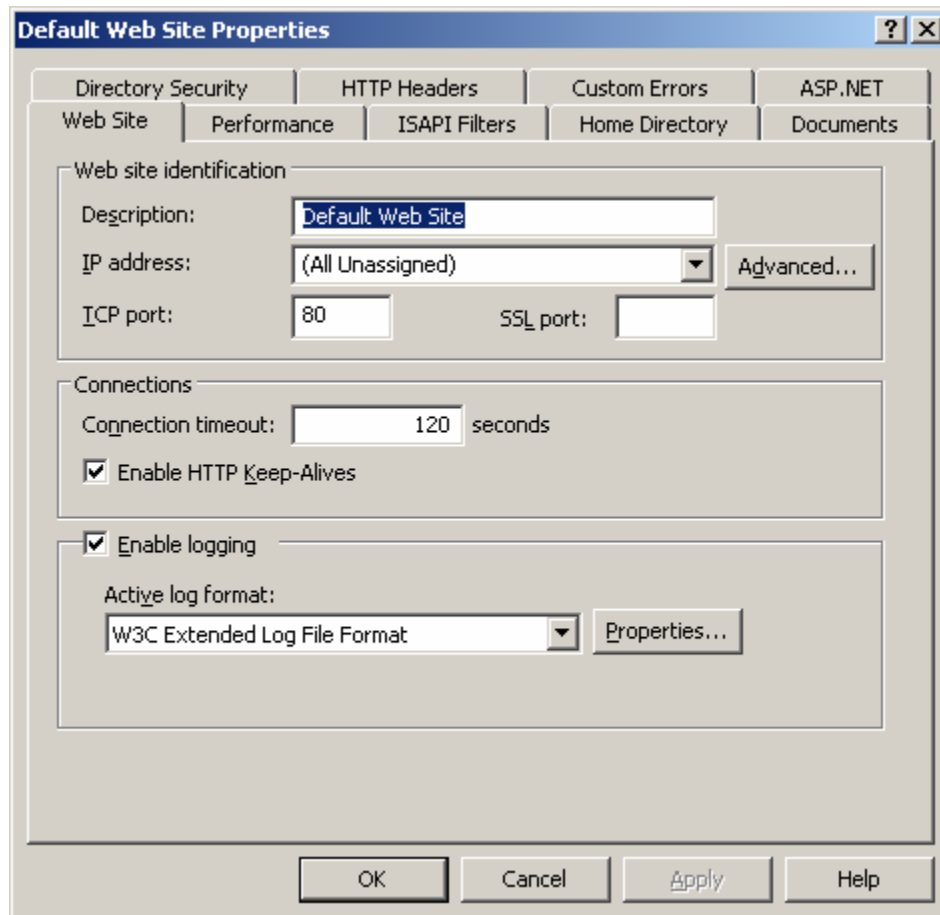 Default Web Site Properties
Directory Security HTTP Headers Custom Errors ASP.NET
Web Site Performance ISAPI Filters Home Directory Documents
Web site identification
Description: Default Web Site
IP address: (All Unassigned) Advanced...
TCP port: 80 SSL port:
Connections
Connection timeout: 120 seconds
Enable HTTP Keep-Alives
Enable logging
Active log format:
W3C Extended Log File Format Properties...
OK Cancel Apply Help